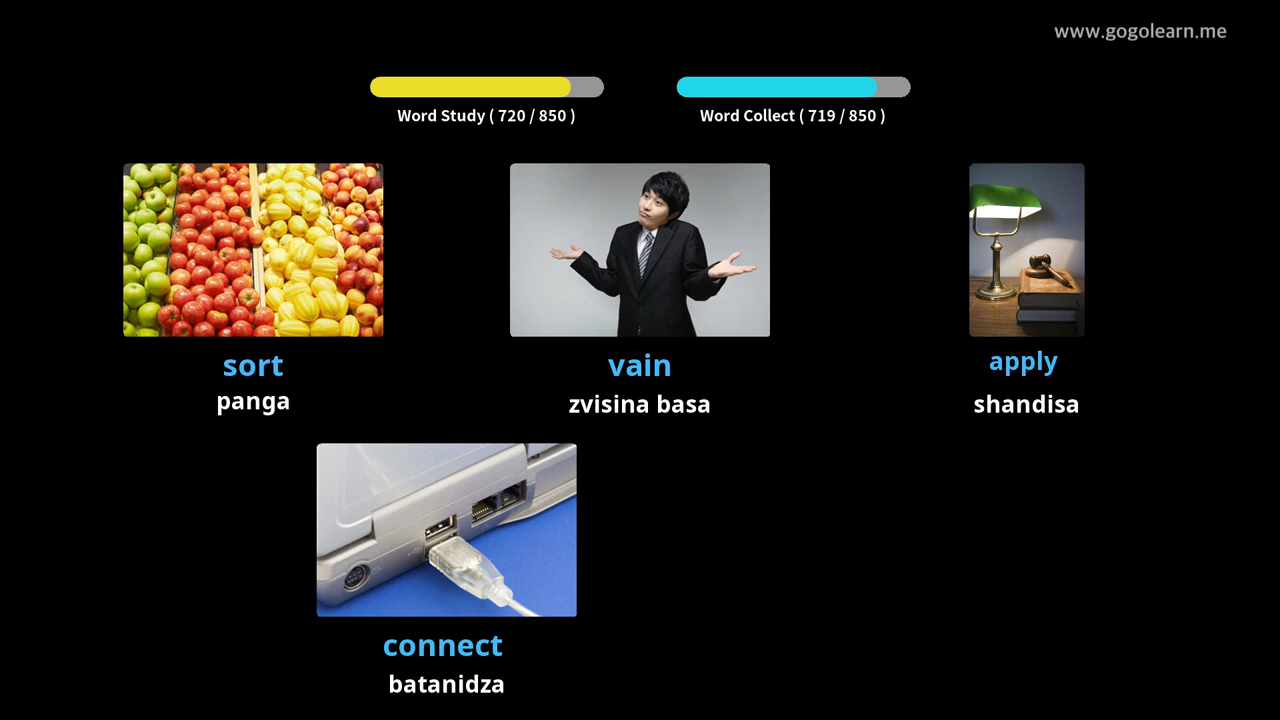 www.gogolearn.me
Word Study ( 720 / 850 )
Word Collect ( 719 / 850 )
sort
panga
vain
zvisina basa
apply
shandisa
connect
batanidza